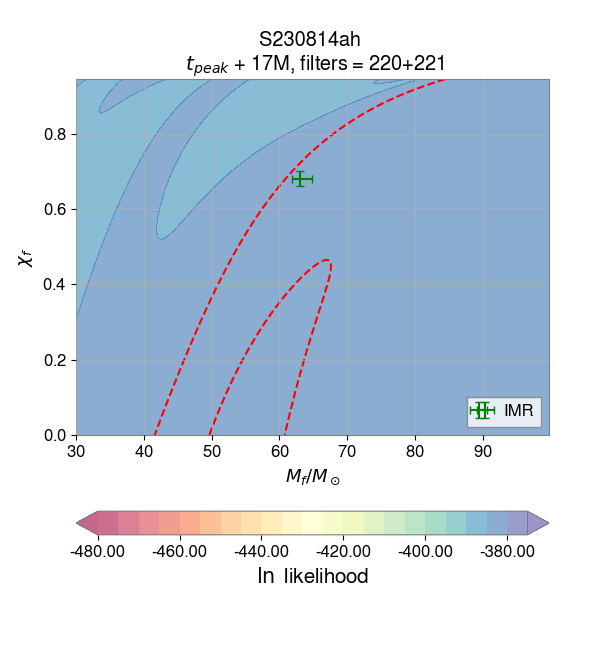 S230814ah
t_peak + 17M, filters = 220+221
0.8
0.6
0.4
0.2
0.0
χ_f
30 40 50 60 70 80 90
M_f/M_⊙
IMR
-480.00 -460.00 -440.00 -420.00 -400.00 -380.00
ln likelihood